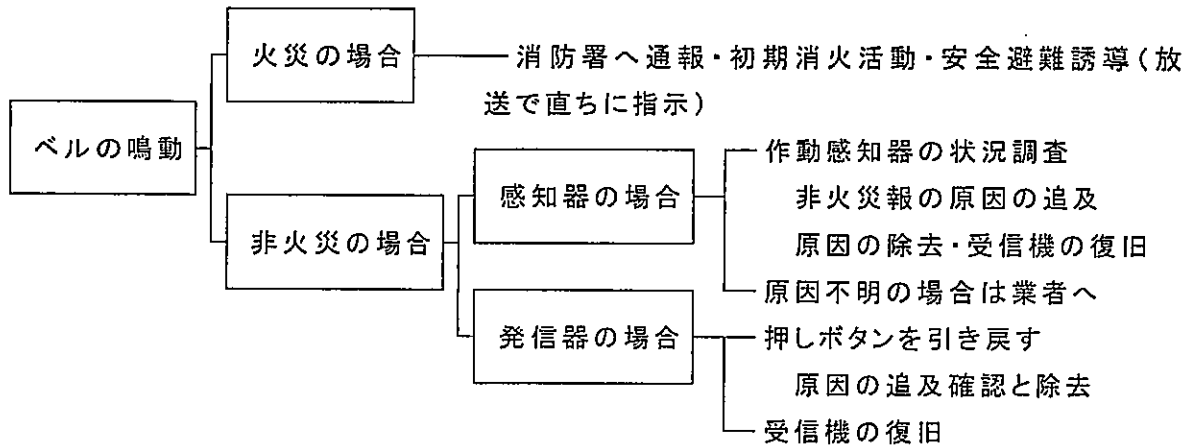 火災の場合
消防署へ通報・初期消火活動・安全避難誘導(放
送で直ちに指示)
ベルの鳴動
非火災の場合
感知器の場合
作動感知器の状況調査
非火災報の原因の追及
原因の除去・受信機の復旧
原因不明の場合は業者へ
発信器の場合
押しボタンを引き戻す
原因の追及確認と除去
受信機の復旧